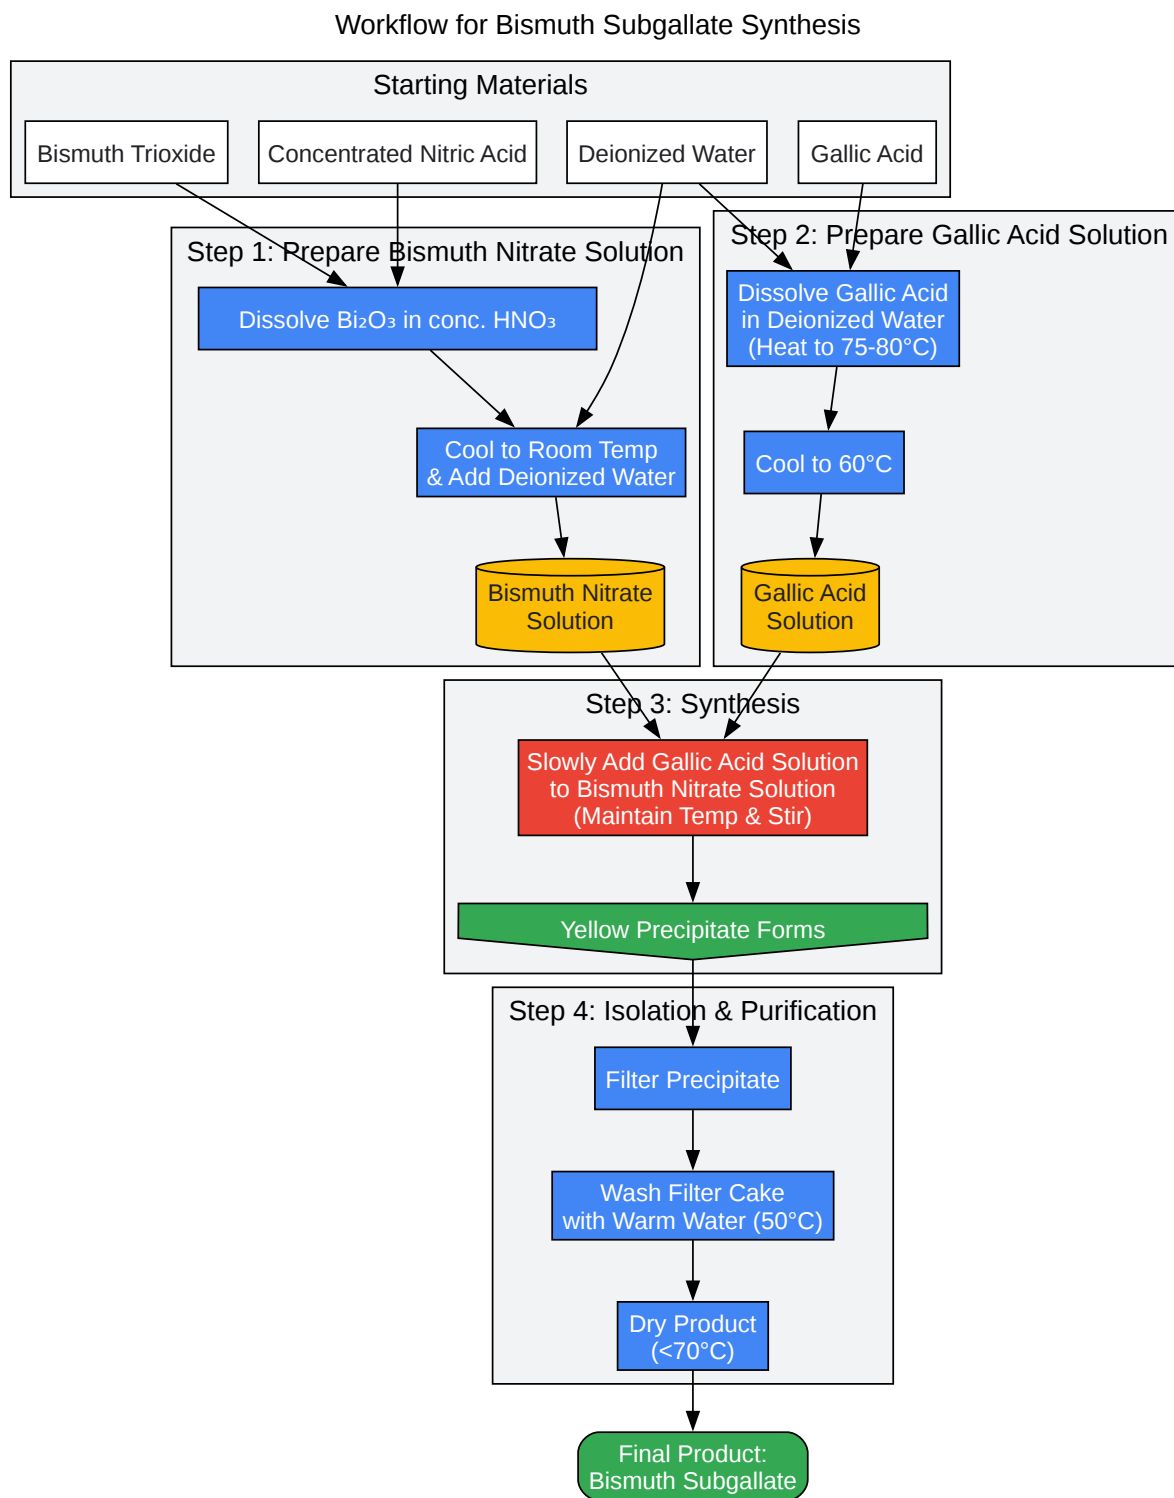 Workflow for Bismuth Subgallate Synthesis
Starting Materials
Bismuth Trioxide
Concentrated Nitric Acid
Deionized Water
Gallic Acid
Step 1: Prepare Bismuth Nitrate Solution
Dissolve Bi₂O₃ in conc. HNO₃
Cool to Room Temp
& Add Deionized Water
Bismuth Nitrate
Solution
Step 2: Prepare Gallic Acid Solution
Dissolve Gallic Acid
in Deionized Water
(Heat to 75-80°C)
Cool to 60°C
Gallic Acid
Solution
Step 3: Synthesis
Slowly Add Gallic Acid Solution
to Bismuth Nitrate Solution
(Maintain Temp & Stir)
Yellow Precipitate Forms
Step 4: Isolation & Purification
Filter Precipitate
Wash Filter Cake
with Warm Water (50°C)
Dry Product
(<70°C)
Final Product:
Bismuth Subgallate